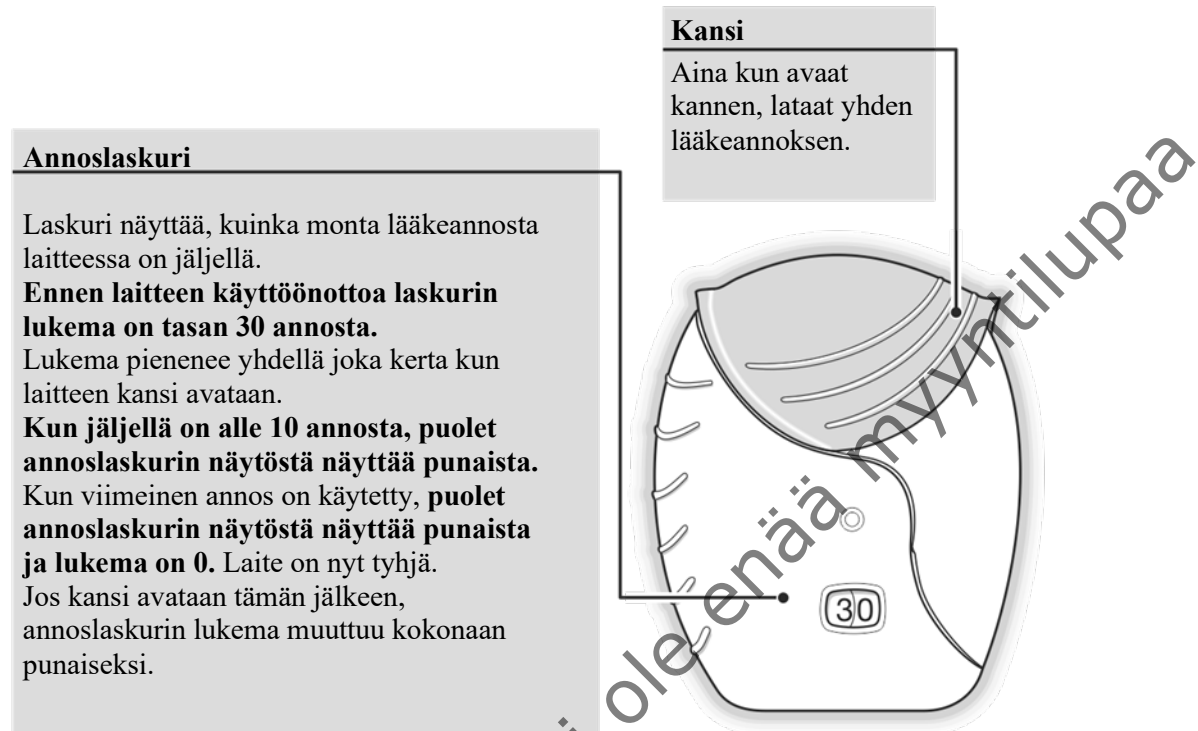 Kansi
Aina kun avaat
kannen, lataat yhden
lääkeannoksen.
Annoslaskuri
Laskuri näyttää, kuinka monta lääkeannosta
laitteessa on jäljellä.
Ennen laitteen käyttöönottoa laskurin
lukema on tasan 30 annosta.
Lukema pienenee yhdellä joka kerta kun
laitteen kansi avataan.
Kun jäljellä on alle 10 annosta, puolet
annoslaskurin näytöstä näyttää punaista.
Kun viimeinen annos on käytetty, puolet
annoslaskurin näytöstä näyttää punaista
ja lukema on 0. Laite on nyt tyhjä.
Jos kansi avataan tämän jälkeen,
annoslaskurin lukema muuttuu kokonaan
punaiseksi.
30
ole enää myyntilupaa